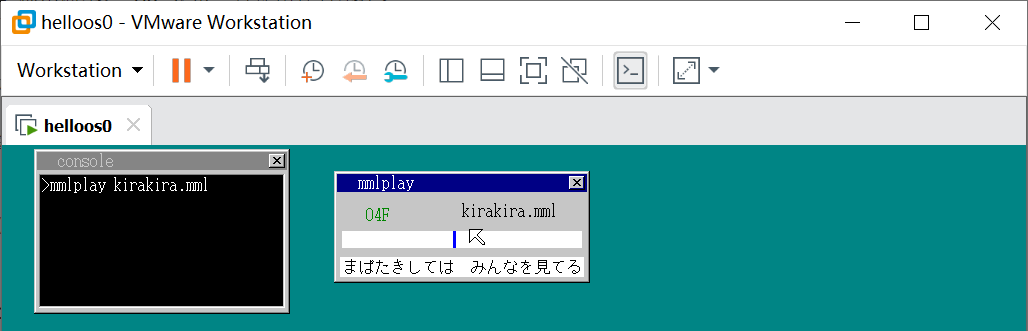 helloos0 - VMware Workstation
Workstation
helloos0
console
>mmlplay kirakira.mml
mmlplay
04F kirakira.mml
まばたきしては　みんなを見てる